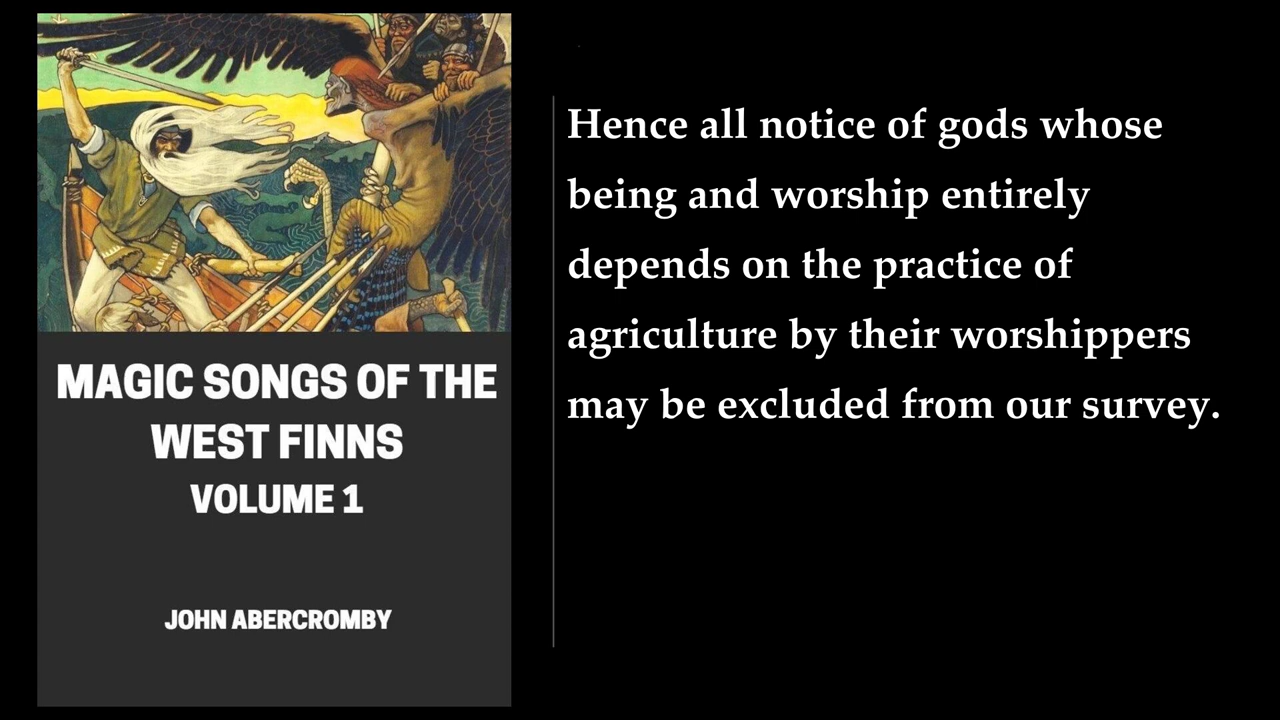 MAGIC SONGS OF THE
WEST FINNS
VOLUME 1
JOHN ABERCROMBY
Hence all notice of gods whose
being and worship entirely
depends on the practice of
agriculture by their worshippers
may be excluded from our survey.